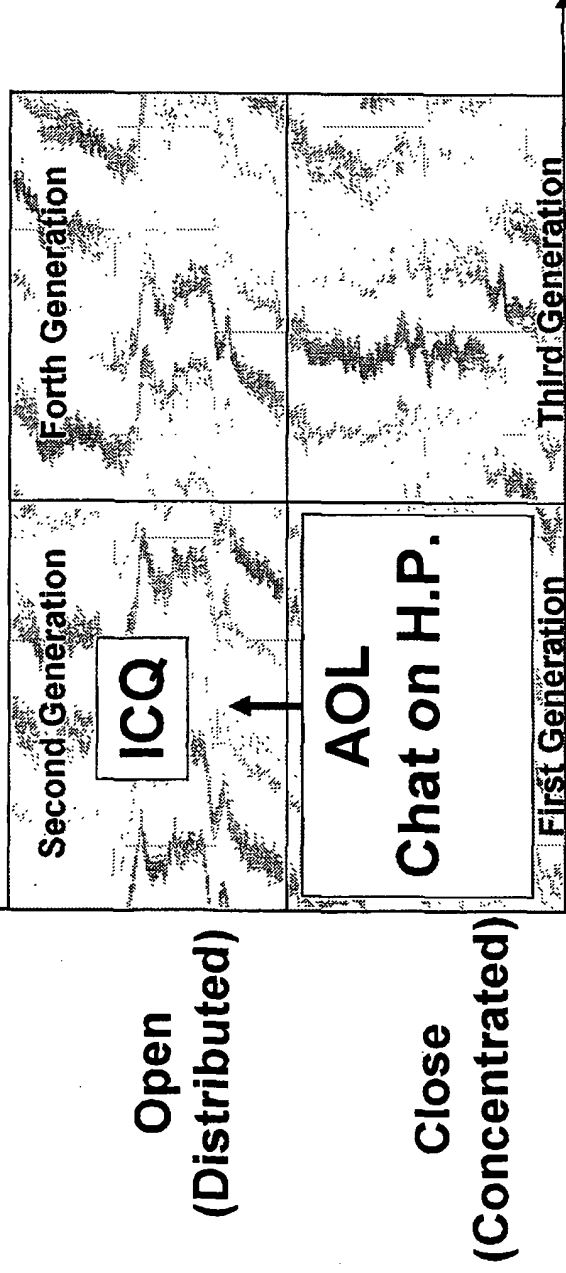 Open
(Distributed)
Close
(Concentrated)
Second Generation
Forth Generation
ICQ
AOL
Chat on H.P.
First Generation
Third Generation